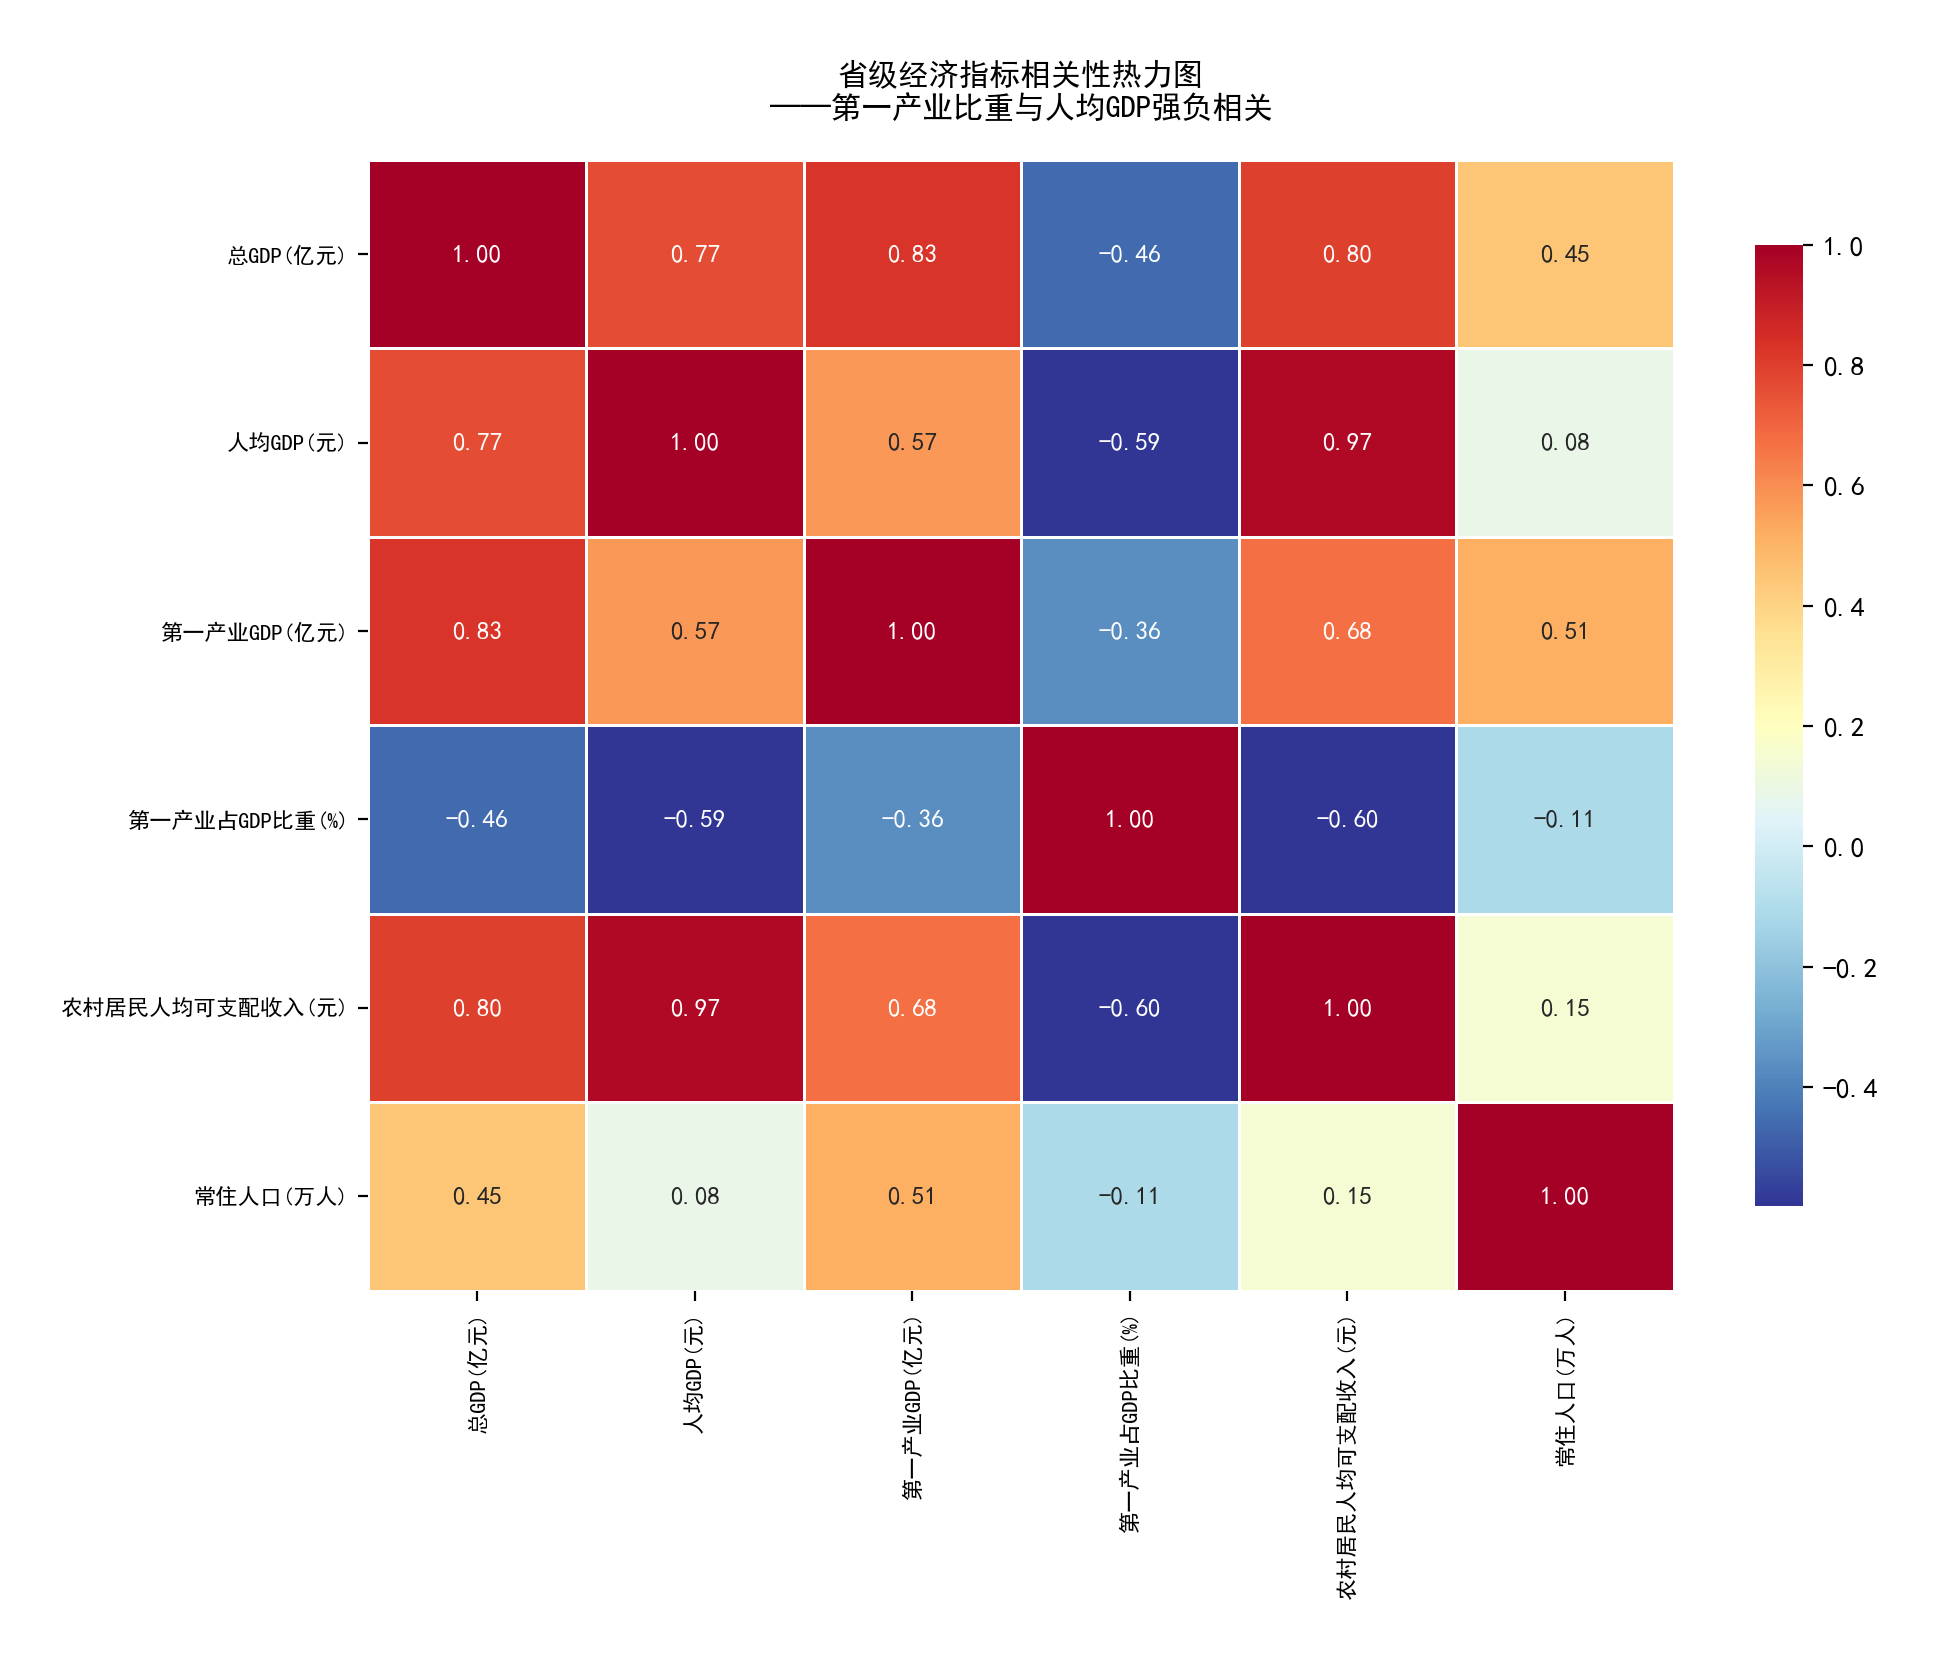 省级经济指标相关性热力图
——第一产业比重与人均GDP强负相关
总GDP(亿元) 1.00 0.77 0.83 -0.46 0.80 0.45
人均GDP(元) 0.77 1.00 0.57 -0.59 0.97 0.08
第一产业GDP(亿元) 0.83 0.57 1.00 -0.36 0.68 0.51
第一产业占GDP比重(%) -0.46 -0.59 -0.36 1.00 -0.60 -0.11
农村居民人均可支配收入(元) 0.80 0.97 0.68 -0.60 1.00 0.15
常住人口(万人) 0.45 0.08 0.51 -0.11 0.15 1.00
总GDP(亿元)
人均GDP(元)
第一产业GDP(亿元)
第一产业占GDP比重(%)
农村居民人均可支配收入(元)
常住人口(万人)
1.0
0.8
0.6
0.4
0.2
0.0
-0.2
-0.4